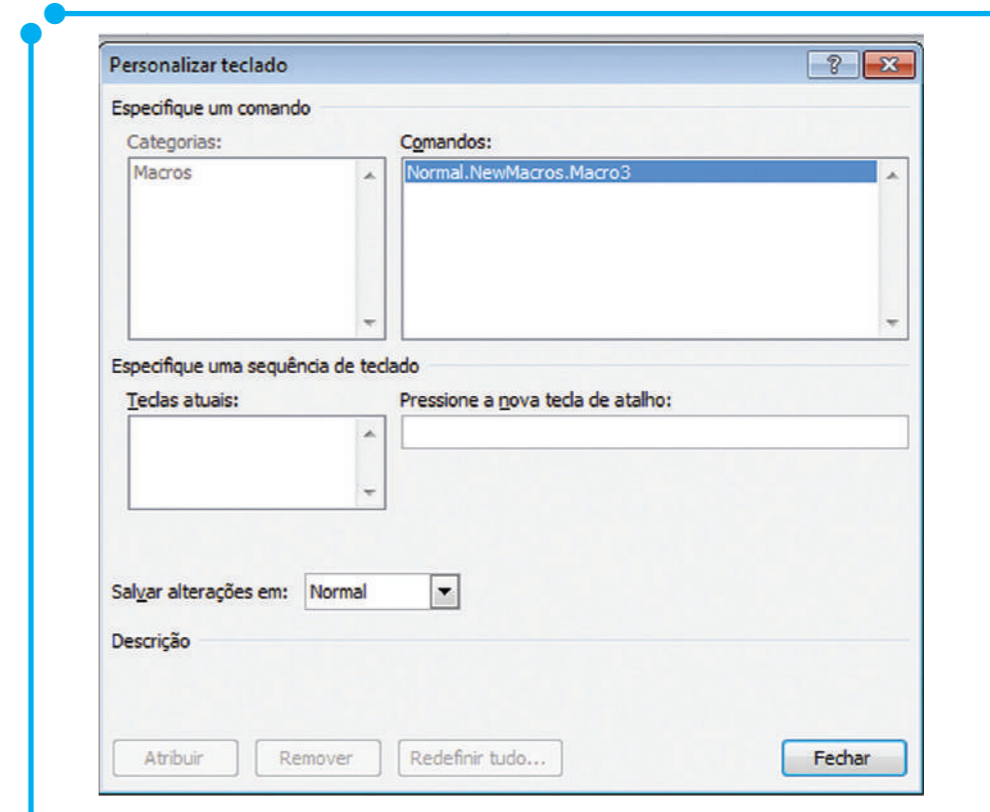 Personalizar teclado
Especifique um comando
Categorias:
Comandos:
Macros
Normal.NewMacros.Macro3
Especifique uma sequência de teclado
Teclas atuais:
Pressione a nova tecla de atalho:
Salvar alterações em: Normal
Descrição
Atribuir Remover Redefinir tudo... Fechar